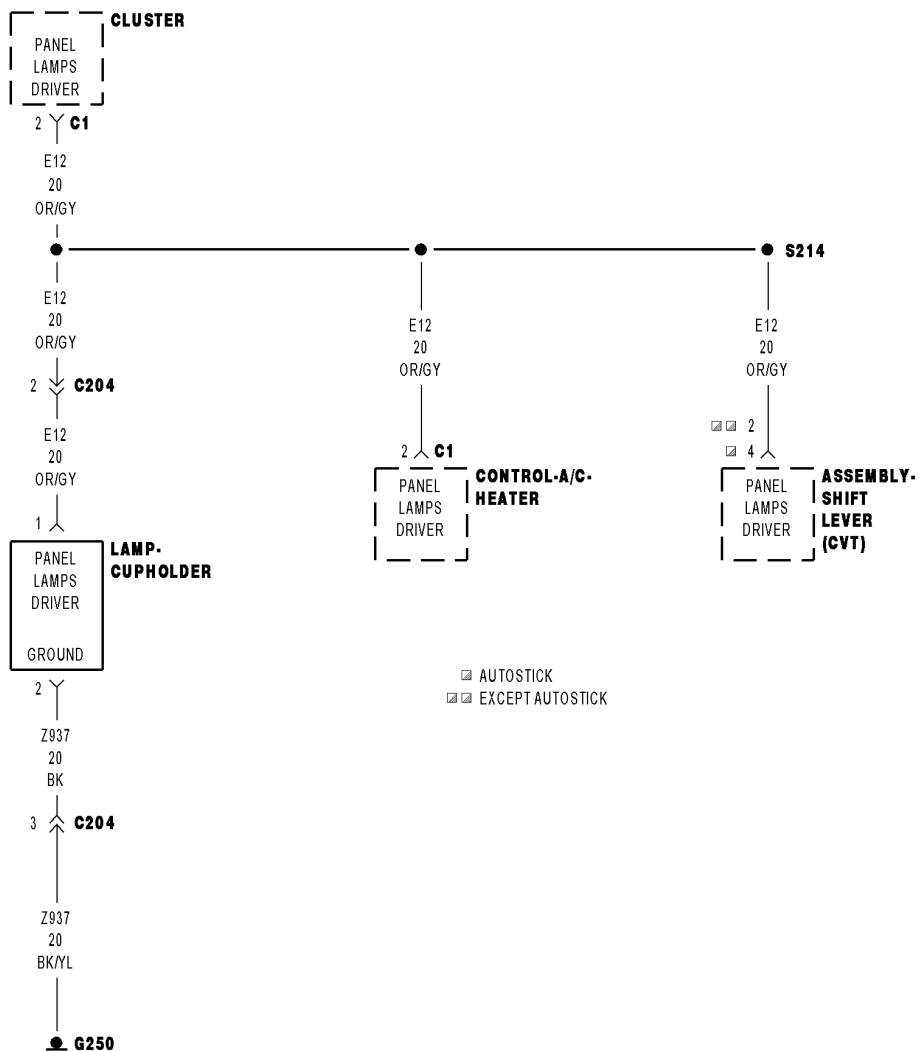 CLUSTER
PANEL
LAMPS
DRIVER
2 C1
E12
20
OR/GY
S214
E12
20
OR/GY
2 C204
E12
20
OR/GY
1
LAMP-
CUPHOLDER
PANEL
LAMPS
DRIVER
GROUND
2
Z937
20
BK
3 C204
Z937
20
BK/YL
G250
E12
20
OR/GY
2 C1
CONTROL-A/C-
HEATER
PANEL
LAMPS
DRIVER
E12
20
OR/GY
2
4
ASSEMBLY-
SHIFT
LEVER
(CVT)
PANEL
LAMPS
DRIVER
AUTOSTICK
EXCEPT AUTOSTICK